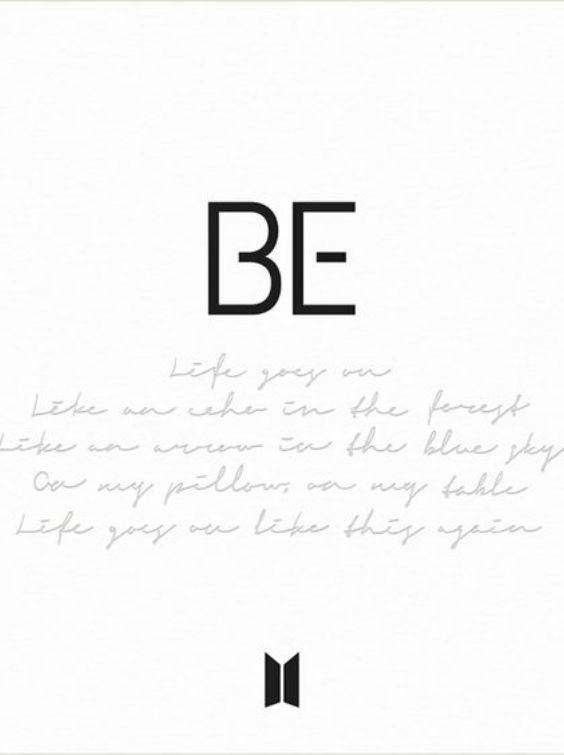 BE
Life goes on
Like an echo in the forest
Like an arrow in the blue sky
On my pillow, on my table
Life goes on like this again